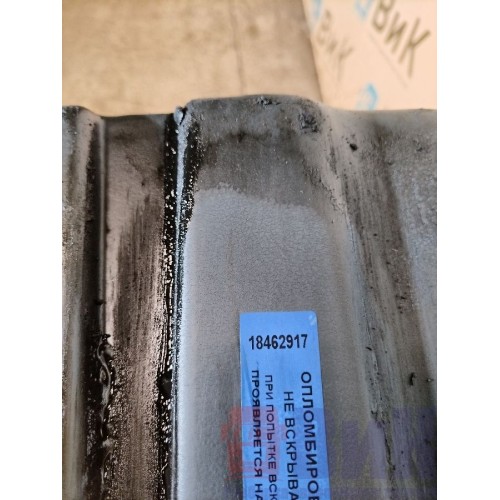 ВиК
18462917
ОПЛОМБИРОВ
НЕ ВСКРЫВА
ПРИ ПОПЫТКЕ ВСК
ПРОЯВЛЯЕТСЯ НА